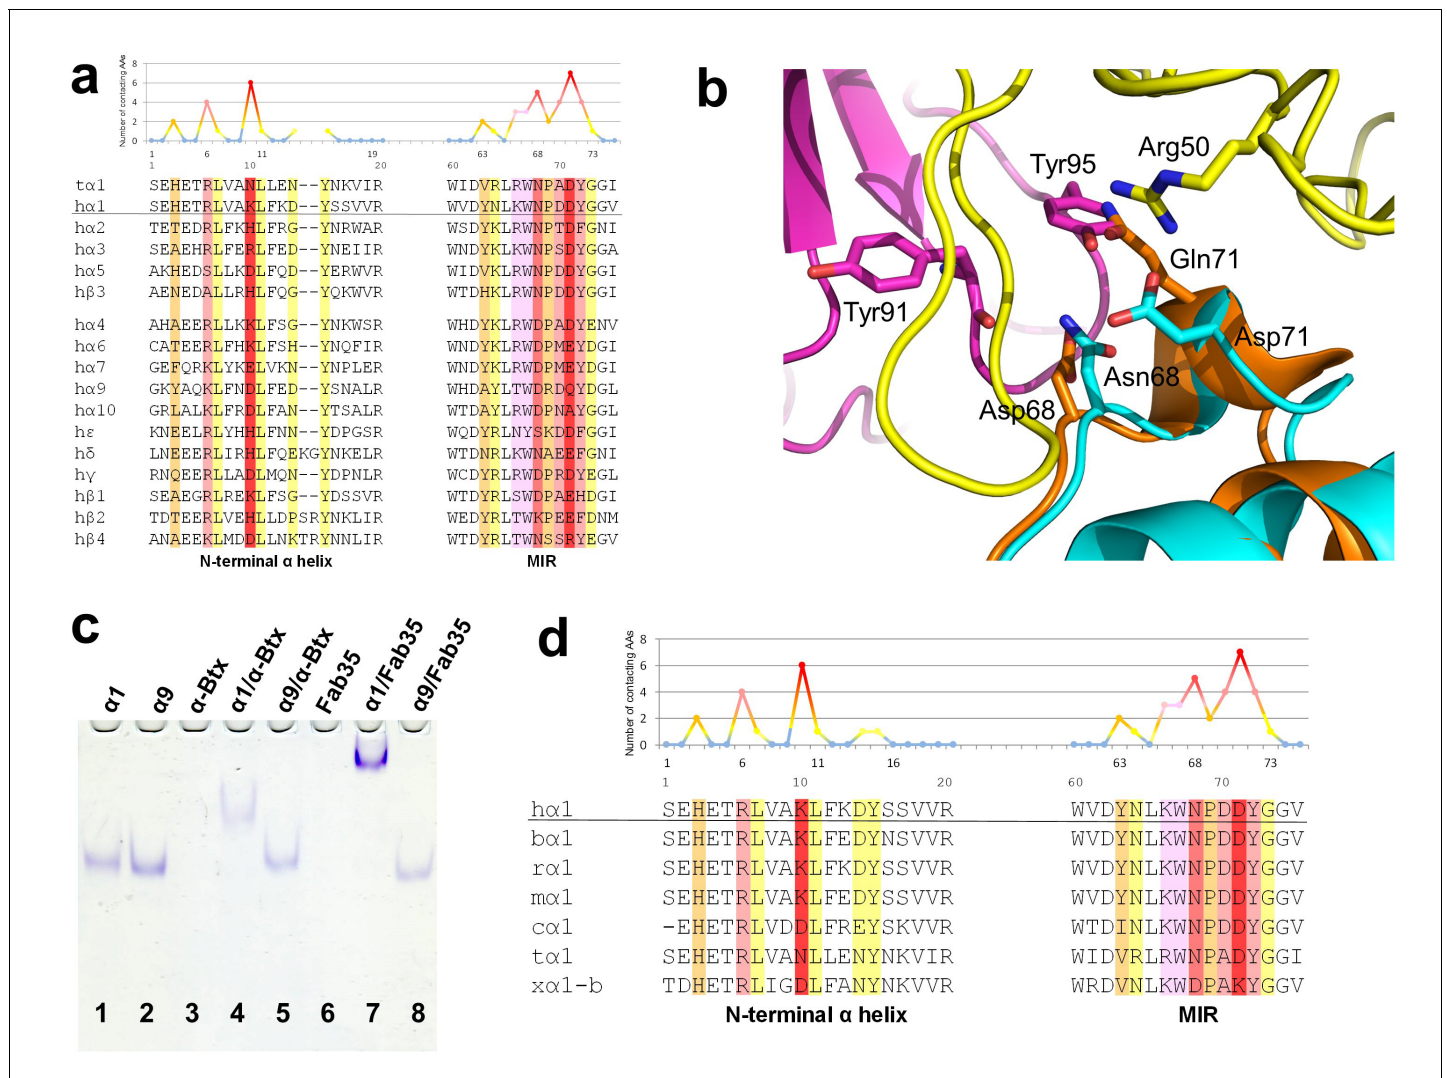 a
Number of contacting AAs
8
6
4
2
0
1 6 11 19 63 68 73
1 10 20 60 70
tα1 SEHETRLVANLLEN--YNKVIR WIDVRLRWNPADYGGI
hα1 SEHETRLVAKLFKD--YSSVVR WVDYNLKWNPDDYGGV
hα2 TETEDRLFKHLFRG--YNRWAR WSDYKLRWNPTDFGNI
hα3 SEAEHRLFERLFED--YNEIIR WNDYKLKWNPSDYGGA
hα5 AKHEDSLLKDLFQD--YERWVR WIDVKLRWNPDDYGGI
hβ3 AENEDALLRHLFQG--YQKWVR WTDHKLRWNPDDYGGI
hα4 AHAEERLLKKLFSG--YNKWSR WHDYKLRWDPADYENV
hα6 CATEERLFHKLFSH--YNQFIR WNDYKLRWDPMEYDGI
hα7 GEFQRKLYKELVKN--YNPLER WNDYKLRWDPMEYDGI
hα9 GKYAQKLFNDLFED--YSNALR WHDAYLTWDRDQYDGL
hα10 GRLALKLFRDLFAN--YTSALR WTDAYLRWDPNAYGGL
hε KNEELRLYHHLFNN--YDPGSR WQDYRLNYSKDDFGGI
hδ LNEEERLIRHLFQEKGYNKELR WTDNRLKWNAEEFGNI
hγ RNQEERLLADLMQN--YDPNLR WCDYRLRWDPRDYEGL
hβ1 SEAEGRLREKLFSG--YDSSVR WTDYRLSWDPAEHDGI
hβ2 TDTEERLVEHLLDPSRYNKLIR WEDYRLTWKPEEFDNM
hβ4 ANAEEKLMDDLLNKTRYNNLIR WTDYRLTWNSSRYEGV
N-terminal α helix MIR
b
Tyr95
Arg50
Gln71
Tyr91
Asp71
Asn68
Asp68
c
α1 α9 α-Btx α1/α-Btx α9/α-Btx Fab35 α1/Fab35 α9/Fab35
1 2 3 4 5 6 7 8
d
Number of contacting AAs
8
6
4
2
0
1 6 11 16 63 68 73
1 10 20 60 70
hα1 SEHETRLVAKLFKDYSSVVR WVDYNLKWNPDDYGGV
bα1 SEHETRLVAKLFEDYNSVVR WVDYNLKWNPDDYGGV
rα1 SEHETRLVAKLFKDYSSVVR WVDYNLKWNPDDYGGV
mα1 SEHETRLVAKLFEDYSSVVR WVDYNLKWNPDDYGGV
cα1 -EHETRLVDDLFREYSKVVR WTDINLKWNPDDYGGV
tα1 SEHETRLVANLLENYNKVIR WIDVRLRWNPADYGGI
xα1-b TDHETRLIGDLFANYNKVVR WRDVNLKWDPAKYGGV
N-terminal α helix MIR